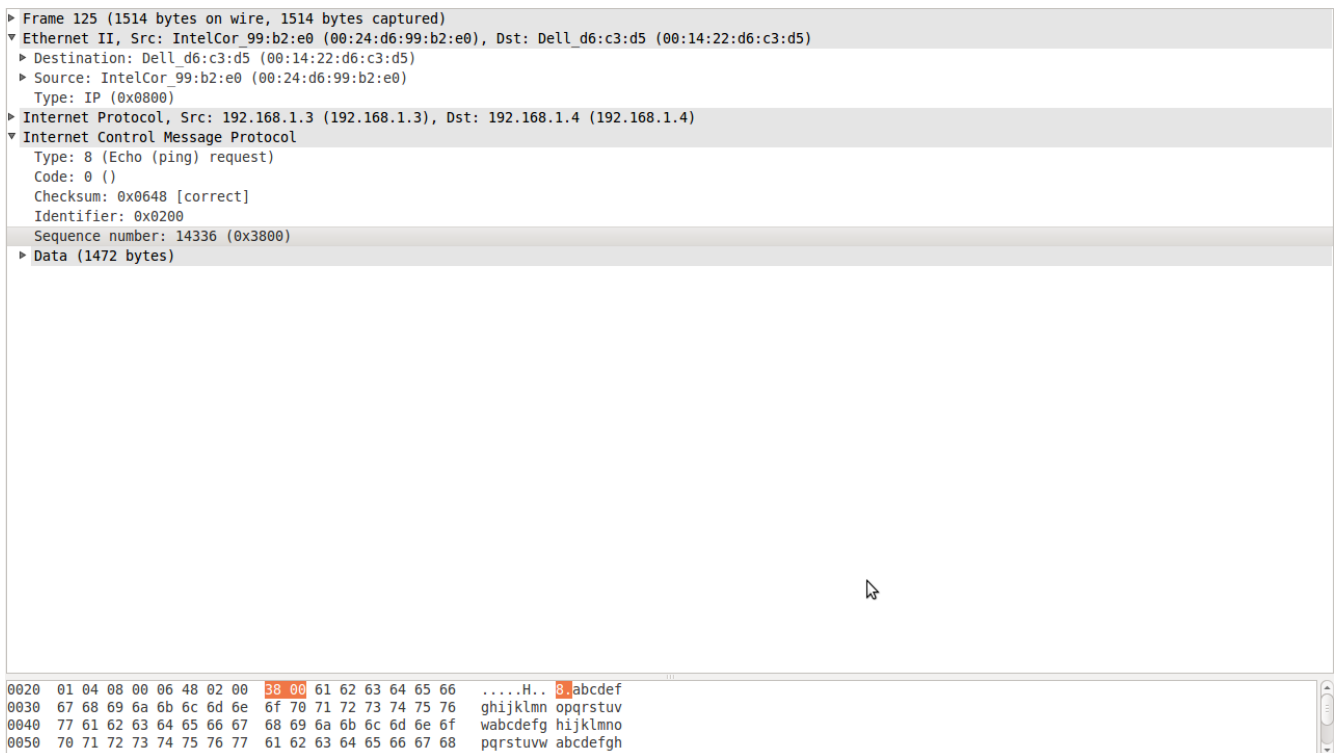 Frame 125 (1514 bytes on wire, 1514 bytes captured)
Ethernet II, Src: IntelCor_99:b2:e0 (00:24:d6:99:b2:e0), Dst: Dell_d6:c3:d5 (00:14:22:d6:c3:d5)
Destination: Dell_d6:c3:d5 (00:14:22:d6:c3:d5)
Source: IntelCor_99:b2:e0 (00:24:d6:99:b2:e0)
Type: IP (0x0800)
Internet Protocol, Src: 192.168.1.3 (192.168.1.3), Dst: 192.168.1.4 (192.168.1.4)
Internet Control Message Protocol
Type: 8 (Echo (ping) request)
Code: 0 ()
Checksum: 0x0648 [correct]
Identifier: 0x0200
Sequence number: 14336 (0x3800)
Data (1472 bytes)
0020  01 04 08 00 06 48 02 00  38 00 61 62 63 64 65 66   .....H.. 8.abcdef
0030  67 68 69 6a 6b 6c 6d 6e  6f 70 71 72 73 74 75 76   ghijklmn opqrstuv
0040  77 61 62 63 64 65 66 67  68 69 6a 6b 6c 6d 6e 6f   wabcdefg hijklmno
0050  70 71 72 73 74 75 76 77  61 62 63 64 65 66 67 68   pqrstuvw abcdefgh